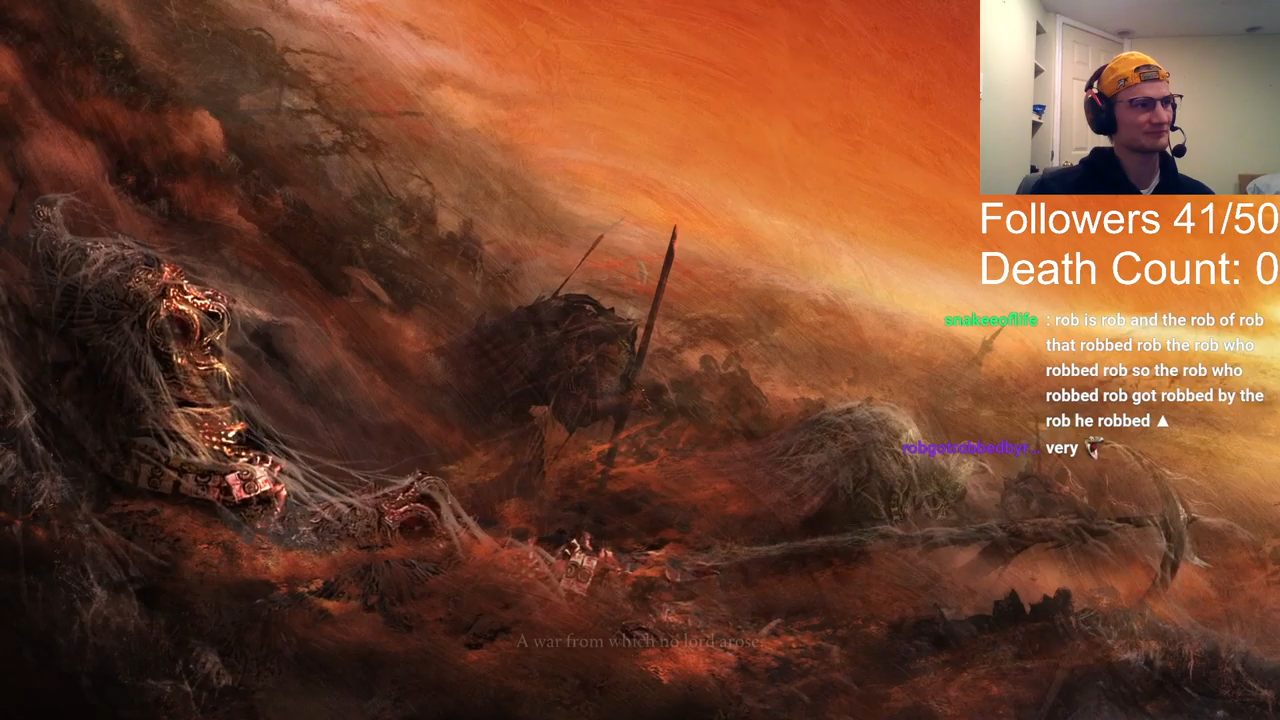 Followers 41/50
Death Count: 0
snakeeoflife : rob is rob and the rob of rob
that robbed rob the rob who
robbed rob so the rob who
robbed rob got robbed by the
rob he robbed ▲
robgotrobbedbyr... very
A war from which no lord arose.